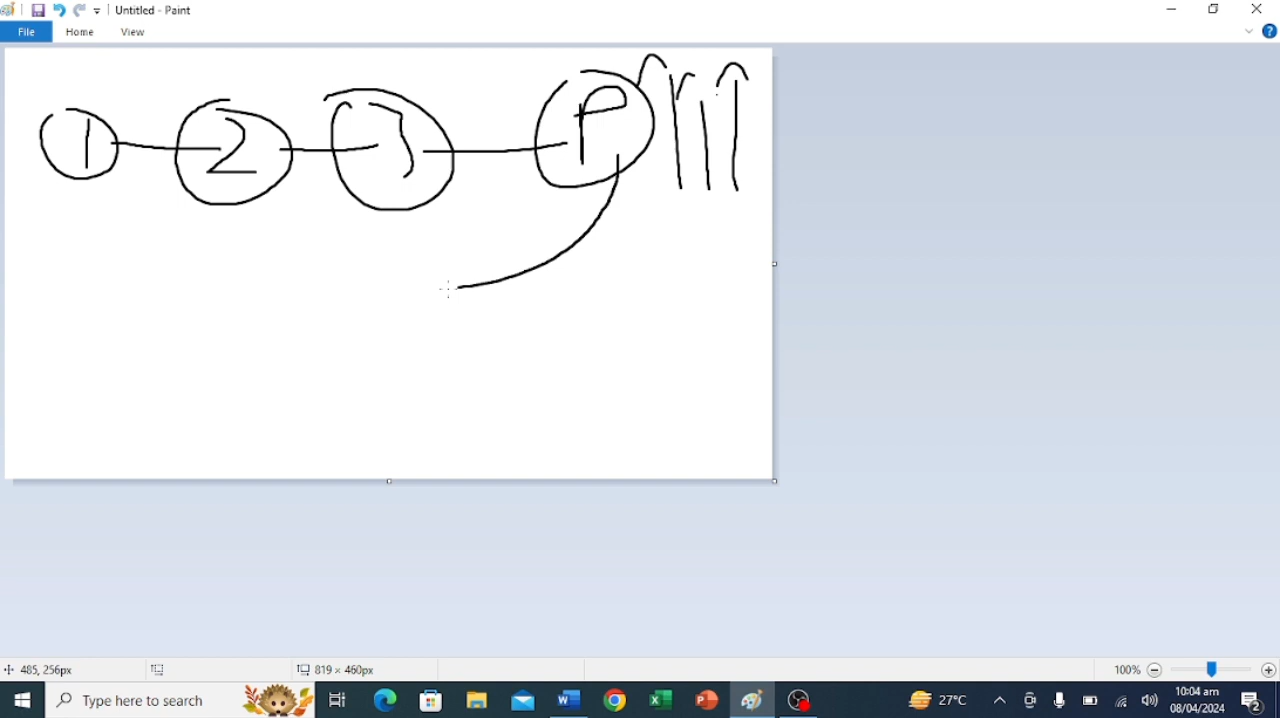 Untitled - Paint
File Home View
1 2 3 P
485, 256px
819 × 460px
100%
Type here to search
27°C
10:04 am
08/04/2024
2